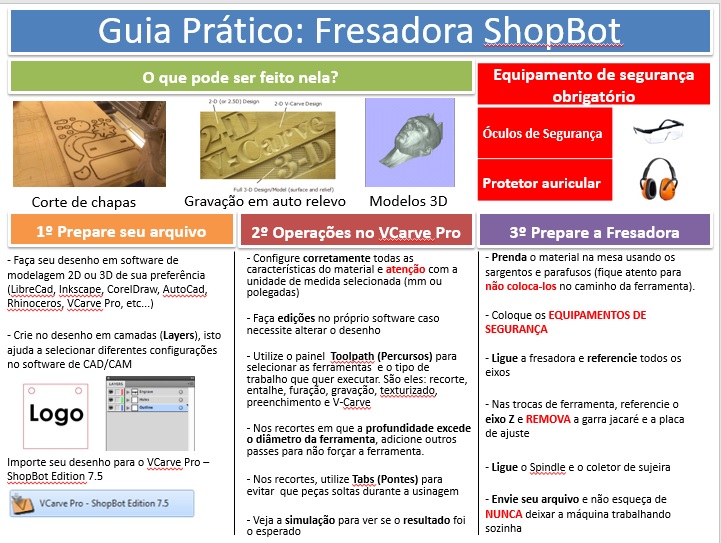 Guia Prático: Fresadora ShopBot
O que pode ser feito nela?
Equipamento de segurança
obrigatório
2-D (or 2.5D) Design
2-D V-Carve Design
2-D
V-Carve
3-D
Full 3-D Design/Model (surface and relief)
Óculos de Segurança
Protetor auricular
Corte de chapas
Gravação em auto relevo
Modelos 3D
1º Prepare seu arquivo
- Faça seu desenho em software de
modelagem 2D ou 3D de sua preferência
(LibreCad, Inkscape, CorelDraw, AutoCad,
Rhinoceros, VCarve Pro, etc...)
- Crie no desenho em camadas (Layers), isto
ajuda a selecionar diferentes configurações
no software de CAD/CAM
Logo
LAYERS
Engrave
Holes
Outline
Importe seu desenho para o VCarve Pro –
ShopBot Edition 7.5
VCarve Pro - ShopBot Edition 7.5
2º Operações no VCarve Pro
- Configure corretamente todas as
características do material e atenção com a
unidade de medida selecionada (mm ou
polegadas)
- Faça edições no próprio software caso
necessite alterar o desenho
- Utilize o painel Toolpath (Percursos) para
selecionar as ferramentas e o tipo de
trabalho que quer executar. São eles: recorte,
entalhe, furação, gravação, texturizado,
preenchimento e V-Carve
- Nos recortes em que a profundidade excede
o diâmetro da ferramenta, adicione outros
passes para não forçar a ferramenta.
- Nos recortes, utilize Tabs (Pontes) para
evitar que peças soltas durante a usinagem
- Veja a simulação para ver se o resultado foi
o esperado
3º Prepare a Fresadora
- Prenda o material na mesa usando os
sargentos e parafusos (fique atento para
não coloca-los no caminho da ferramenta).
- Coloque os EQUIPAMENTOS DE
SEGURANÇA
- Ligue a fresadora e referencie todos os
eixos
- Nas trocas de ferramenta, referencie o
eixo Z e REMOVA a garra jacaré e a placa
de ajuste
- Ligue o Spindle e o coletor de sujeira
- Envie seu arquivo e não esqueça de
NUNCA deixar a máquina trabalhando
sozinha